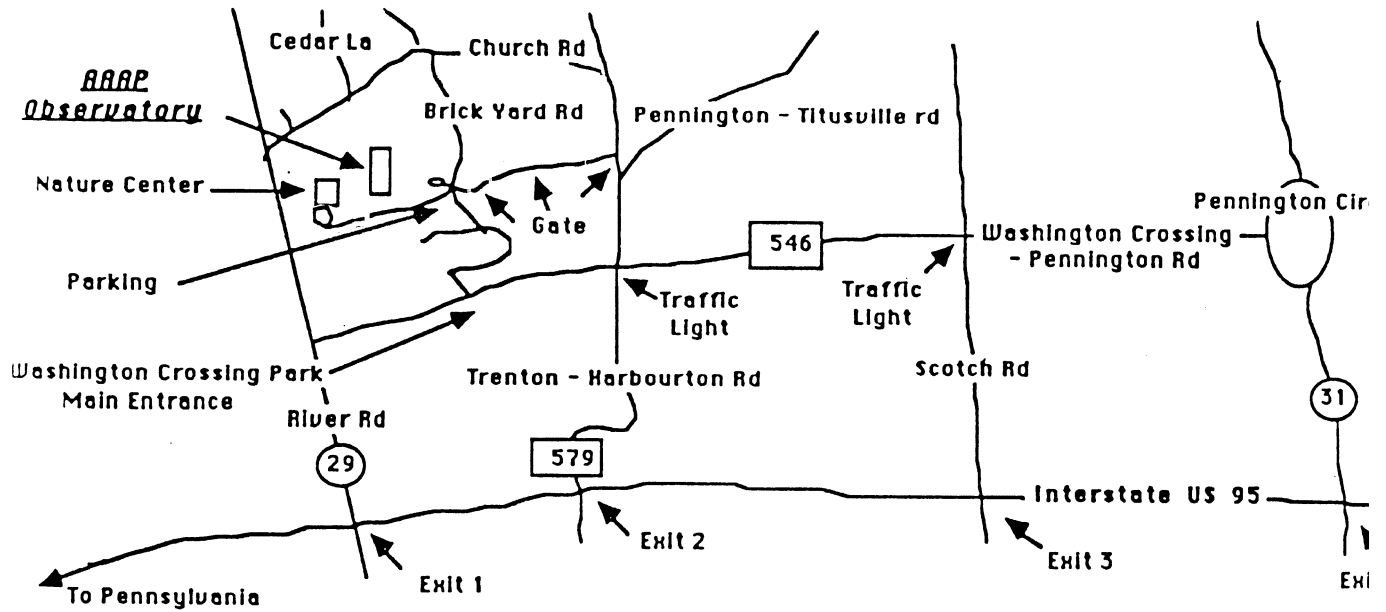 Cedar La
Church Rd
AAAP
Observatory
Brick Yard Rd
Pennington - Titusville rd
Nature Center
Gate
Pennington Cir
546
Washington Crossing
- Pennington Rd
Parking
Traffic
Light
Traffic
Light
Washington Crossing Park
Main Entrance
Trenton - Harbourton Rd
Scotch Rd
River Rd
31
29
579
Interstate US 95
Exit 2
Exit 3
Exit 1
Exi
To Pennsylvania